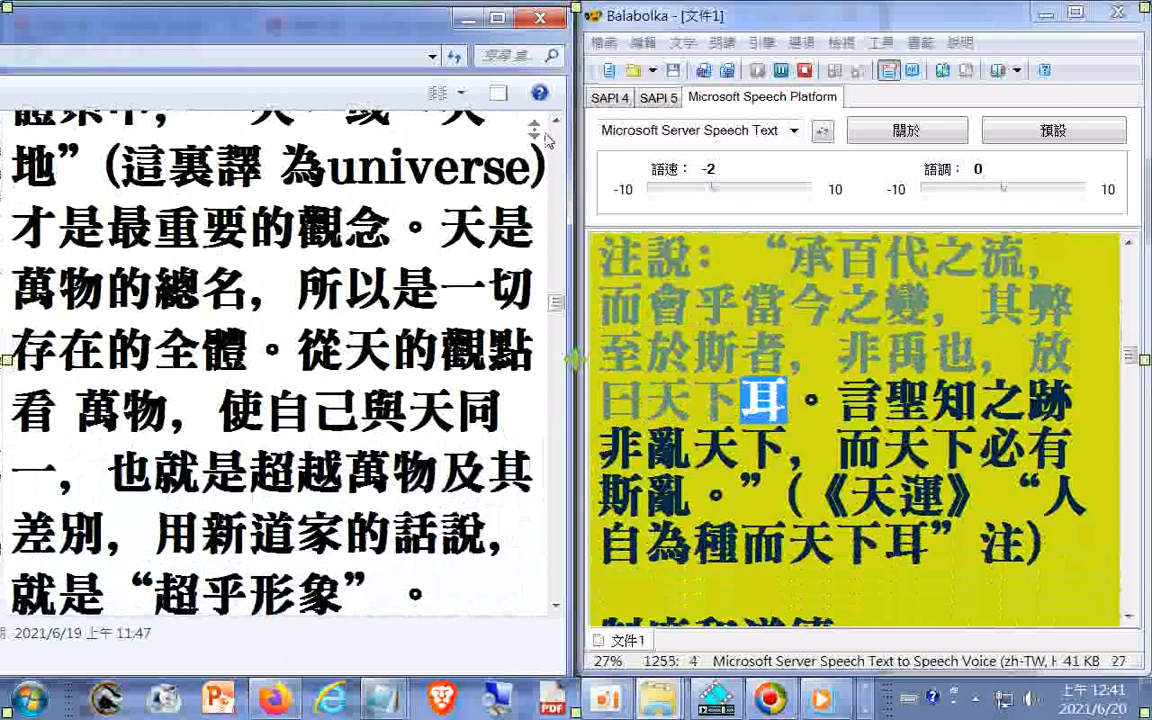 地” (這裏譯 為universe)
才是最重要的觀念。天是
萬物的總名, 所以是一切
存在的全體。從天的觀點
看 萬物, 使自己與天同
一, 也就是超越萬物及其
差別, 用新道家的話說,
就是 “超乎形象” 。
2021/6/19 上午 11:47
Balabolka - [文件1]
檔案 編輯 文字 朗讀 引擎 選項 檢視 工具 書籤 說明
SAPI 4 SAPI 5 Microsoft Speech Platform
Microsoft Server Speech Text 關於 預設
語速： -2 語調： 0
-10 10 -10 10
注說： “承百代之流,
而會乎當今之變, 其弊
至於斯者, 非禹也, 放
曰天下耳。言聖知之跡
非亂天下, 而天下必有
斯亂。” (《天運》 “人
自為種而天下耳” 注)
文件1
27% 1255: 4 Microsoft Server Speech Text to Speech Voice (zh-TW, H 41 KB 27
上午 12:41
2021/6/20